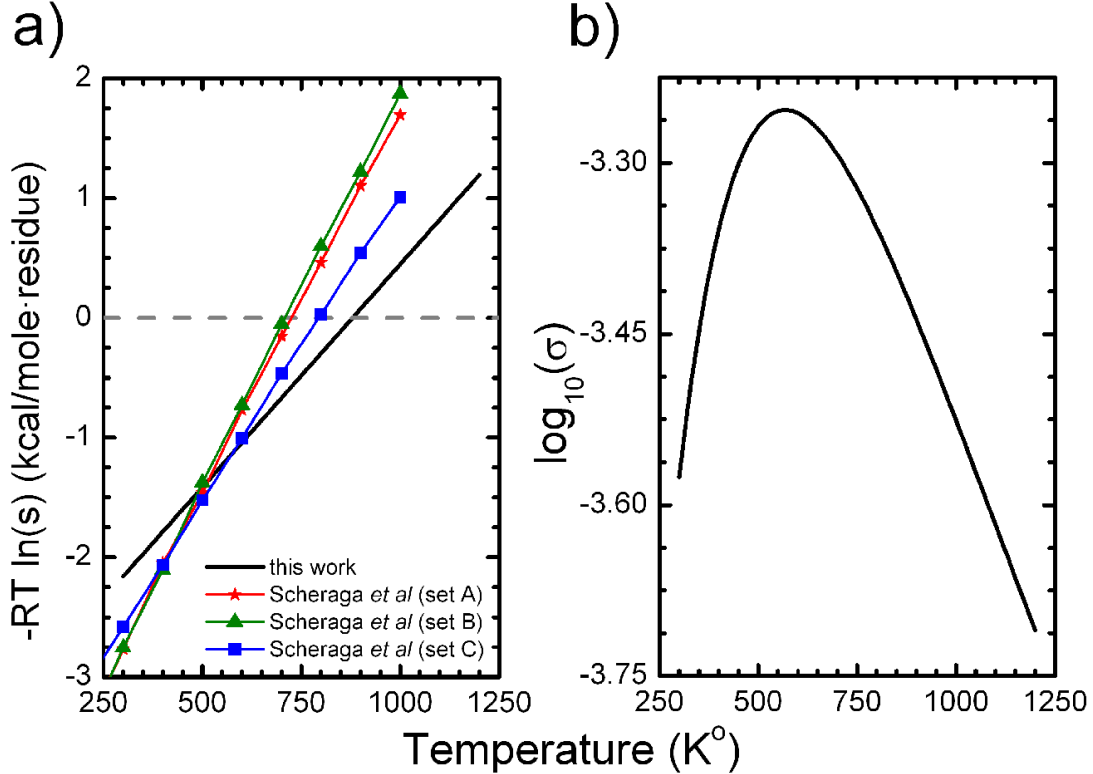 a)
b)
-RT ln(s) (kcal/mole·residue)
2
1
0
-1
-2
-3
this work
Scheraga et al (set A)
Scheraga et al (set B)
Scheraga et al (set C)
250 500 750 1000 1250
log10(σ)
-3.30
-3.45
-3.60
-3.75
250 500 750 1000 1250
Temperature (K°)